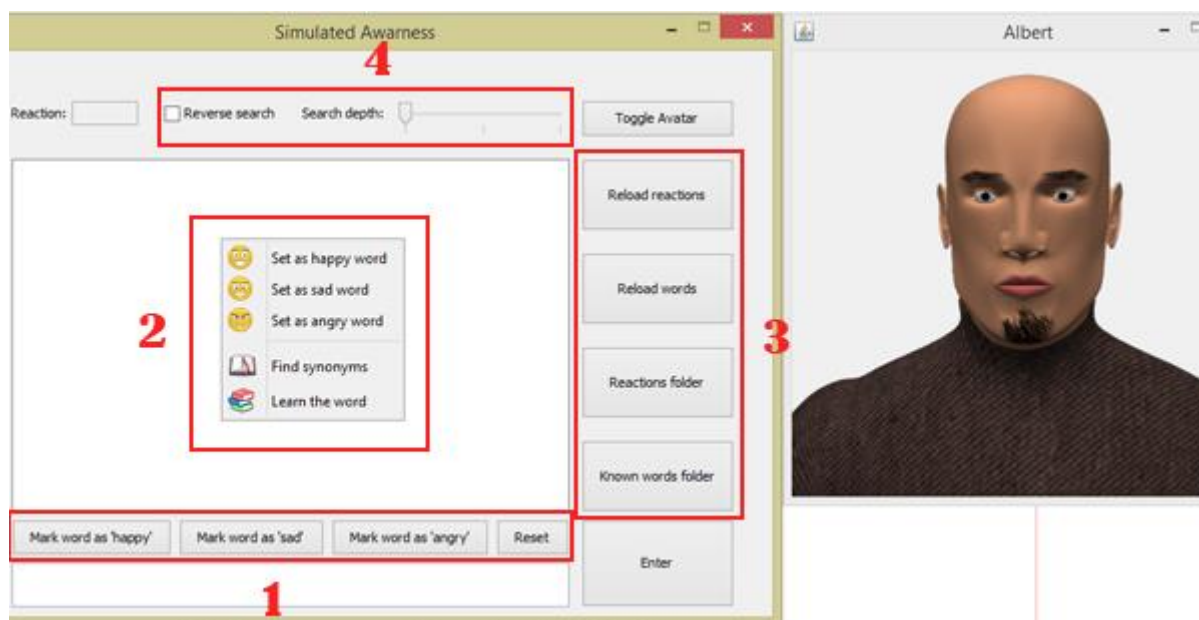 Simulated Awarness
Albert
4
Reaction:
Reverse search
Search depth:
Toggle Avatar
Reload reactions
Set as happy word
Set as sad word
Set as angry word
Find synonyms
Learn the word
2
Reload words
3
Reactions folder
Known words folder
Mark word as 'happy'
Mark word as 'sad'
Mark word as 'angry'
Reset
Enter
1